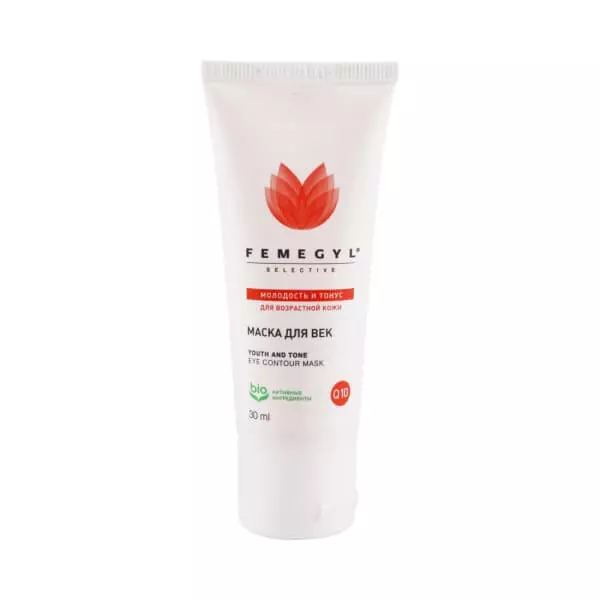 FEMEGYL®
SELECTIVE
МОЛОДОСТЬ И ТОНУС
ДЛЯ ВОЗРАСТНОЙ КОЖИ
МАСКА ДЛЯ ВЕК
YOUTH AND TONE
EYE CONTOUR MASK
bio
АКТИВНЫЕ
ИНГРЕДИЕНТЫ
Q10
30 ml